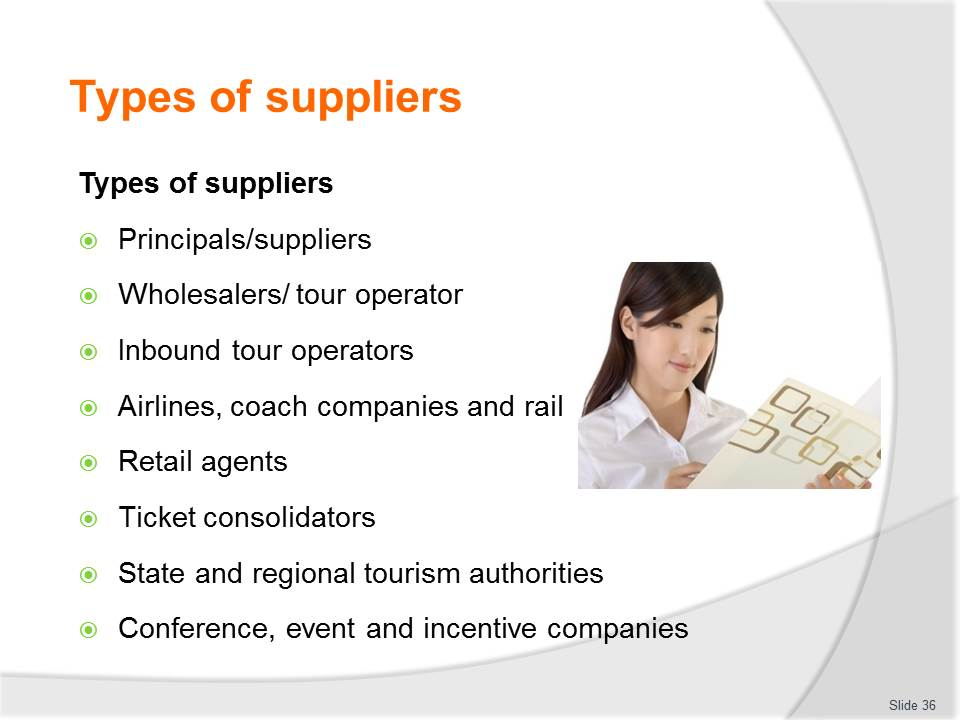 Types of suppliers
Types of suppliers
Principals/suppliers
Wholesalers/ tour operator
Inbound tour operators
Airlines, coach companies and rail
Retail agents
Ticket consolidators
State and regional tourism authorities
Conference, event and incentive companies
Slide 36